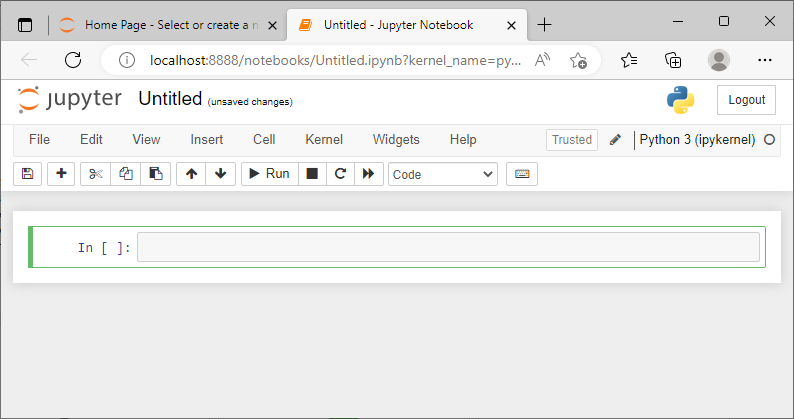 Home Page - Select or create a n
Untitled - Jupyter Notebook
localhost:8888/notebooks/Untitled.ipynb?kernel_name=py...
jupyter Untitled (unsaved changes)
Logout
File Edit View Insert Cell Kernel Widgets Help
Trusted
Python 3 (ipykernel)
Run
Code
In [ ]: